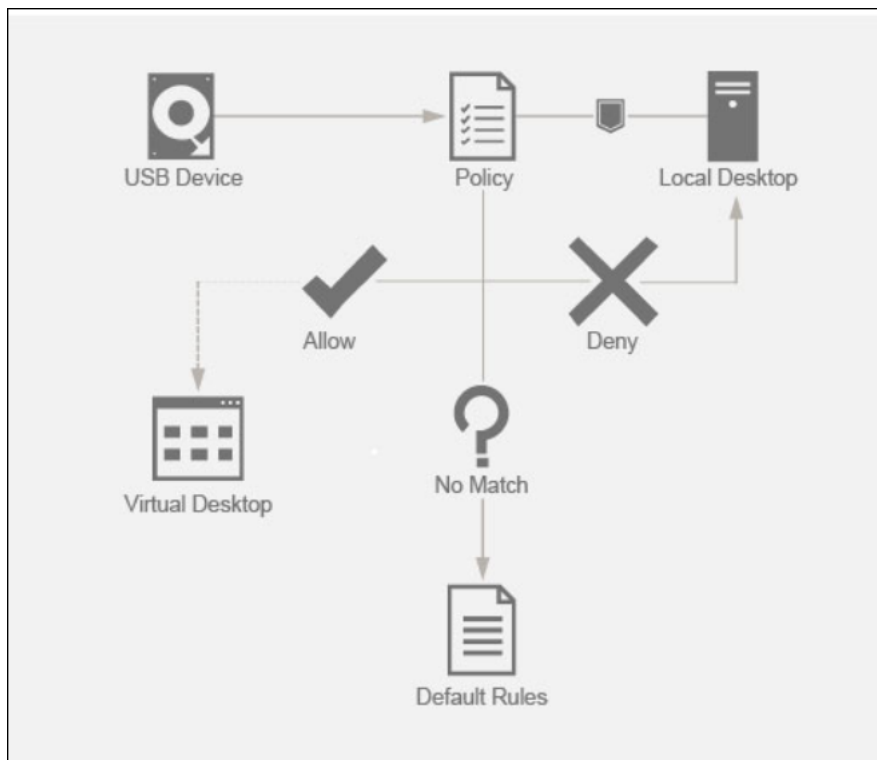 USB Device
Policy
Local Desktop
Allow
Deny
Virtual Desktop
No Match
Default Rules